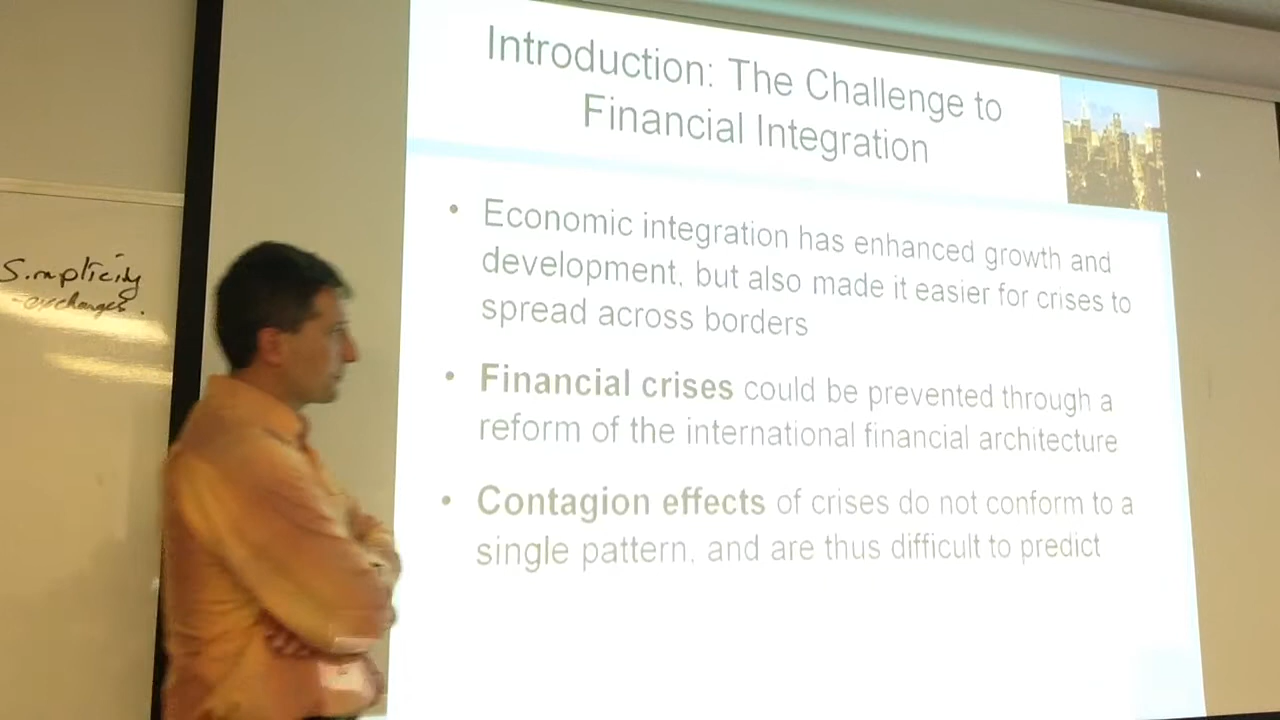 Introduction: The Challenge to
Financial Integration
• Economic integration has enhanced growth and
development, but also made it easier for crises to
spread across borders
• Financial crises could be prevented through a
reform of the international financial architecture
• Contagion effects of crises do not conform to a
single pattern, and are thus difficult to predict
Simplicity
-exchanges.